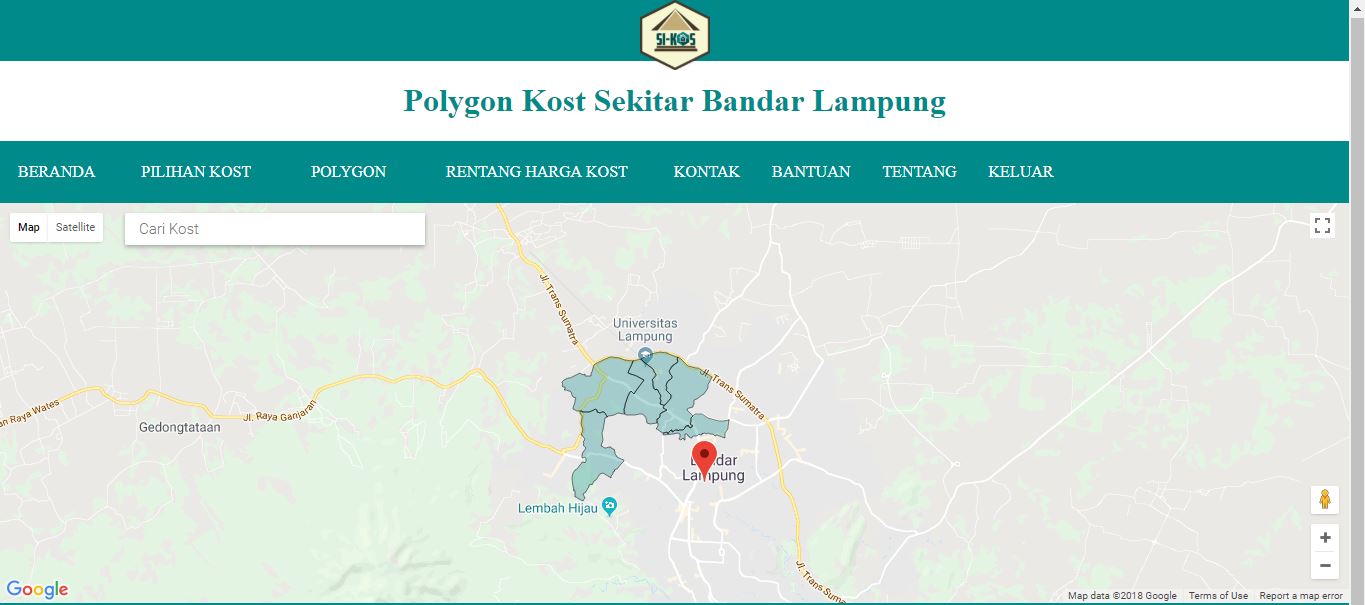 SI-KOS
Polygon Kost Sekitar Bandar Lampung
BERANDA PILIHAN KOST POLYGON RENTANG HARGA KOST KONTAK BANTUAN TENTANG KELUAR
Map Satellite Cari Kost
Jl. Trans Sumatra
Universitas
Lampung
Jl. Trans Sumatra
an Raya Wates
Jl. Raya Ganjaran
Gedongtataan
Lampung
Lembah Hijau
Jl. Trans Suma
Google
Map data ©2018 Google Terms of Use Report a map error